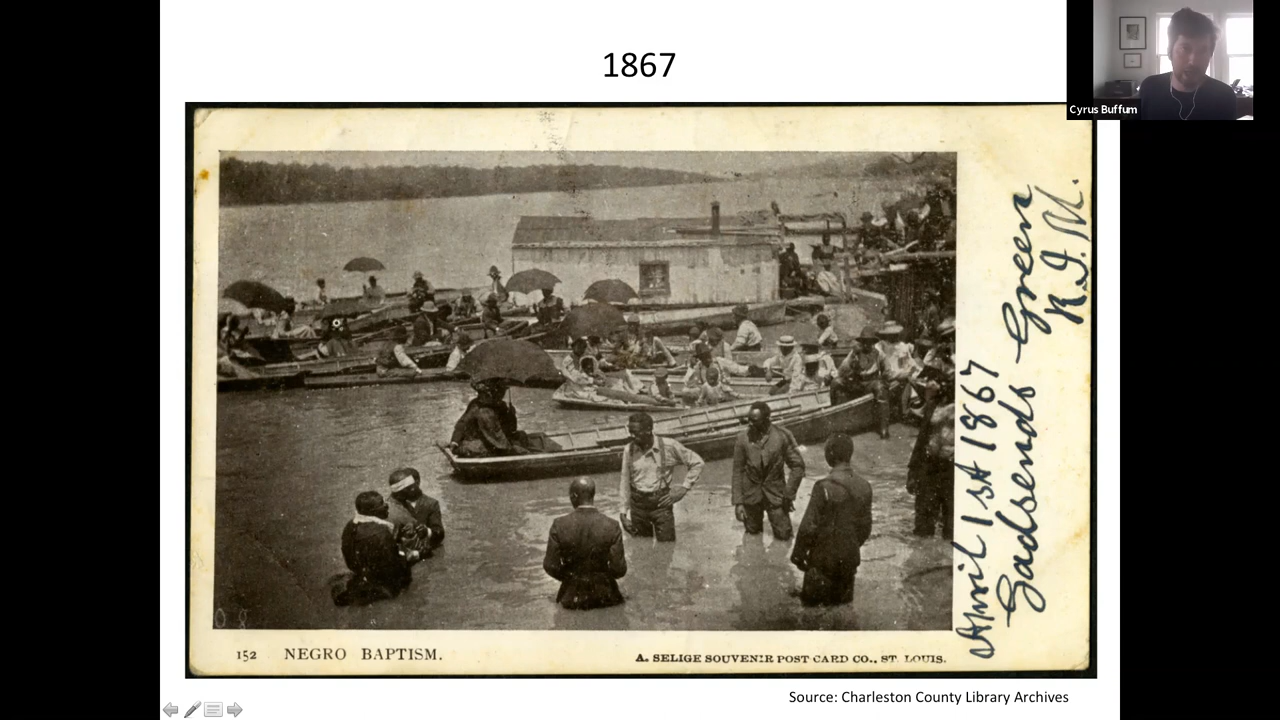 1867
Cyrus Buffum
April 1st 1867
Gadsends Green
N.I.M.
152 NEGRO BAPTISM.
A. SELIGE SOUVENIR POST CARD CO., ST. LOUIS.
Source: Charleston County Library Archives